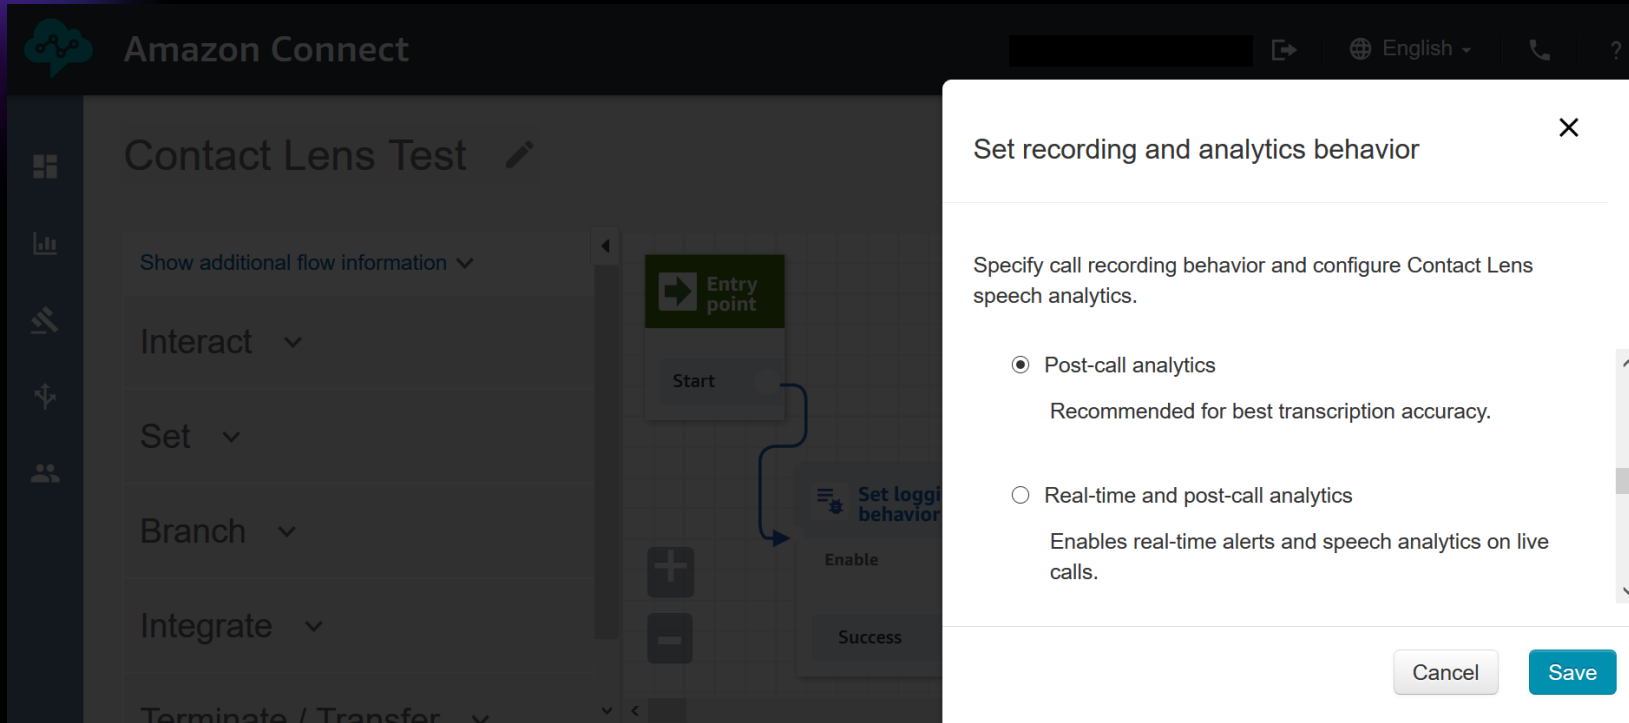 Amazon Connect
English
?
Contact Lens Test
Show additional flow information
Interact
Set
Branch
Integrate
Terminate / Transfer
Entry
point
Start
Set loggi
behavior
Enable
Success
Set recording and analytics behavior
Specify call recording behavior and configure Contact Lens
speech analytics.
Post-call analytics
Recommended for best transcription accuracy.
Real-time and post-call analytics
Enables real-time alerts and speech analytics on live
calls.
Cancel
Save